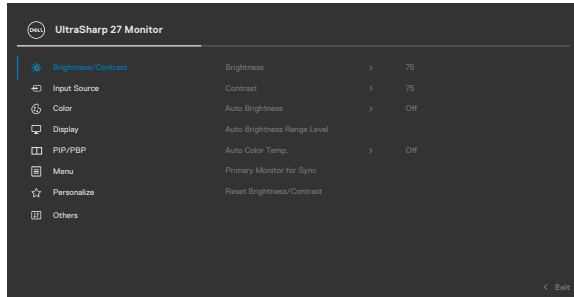 DELL UltraSharp 27 Monitor
Brightness/Contrast Brightness > 75
Input Source Contrast > 75
Color Auto Brightness > Off
Display Auto Brightness Range Level
PIP/PBP Auto Color Temp. > Off
Menu Primary Monitor for Sync
Personalize Reset Brightness/Contrast
Others
< Exit